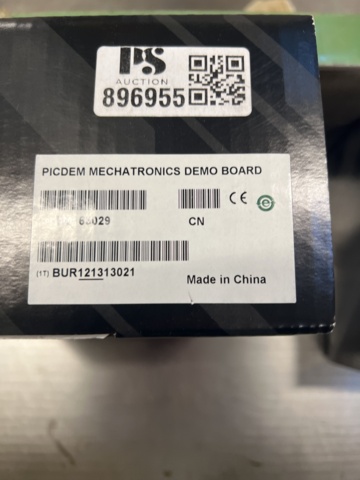 PS
AUCTION
896955
PICDEM MECHATRONICS DEMO BOARD
CE
CN
(1T) BUR121313021
Made in China